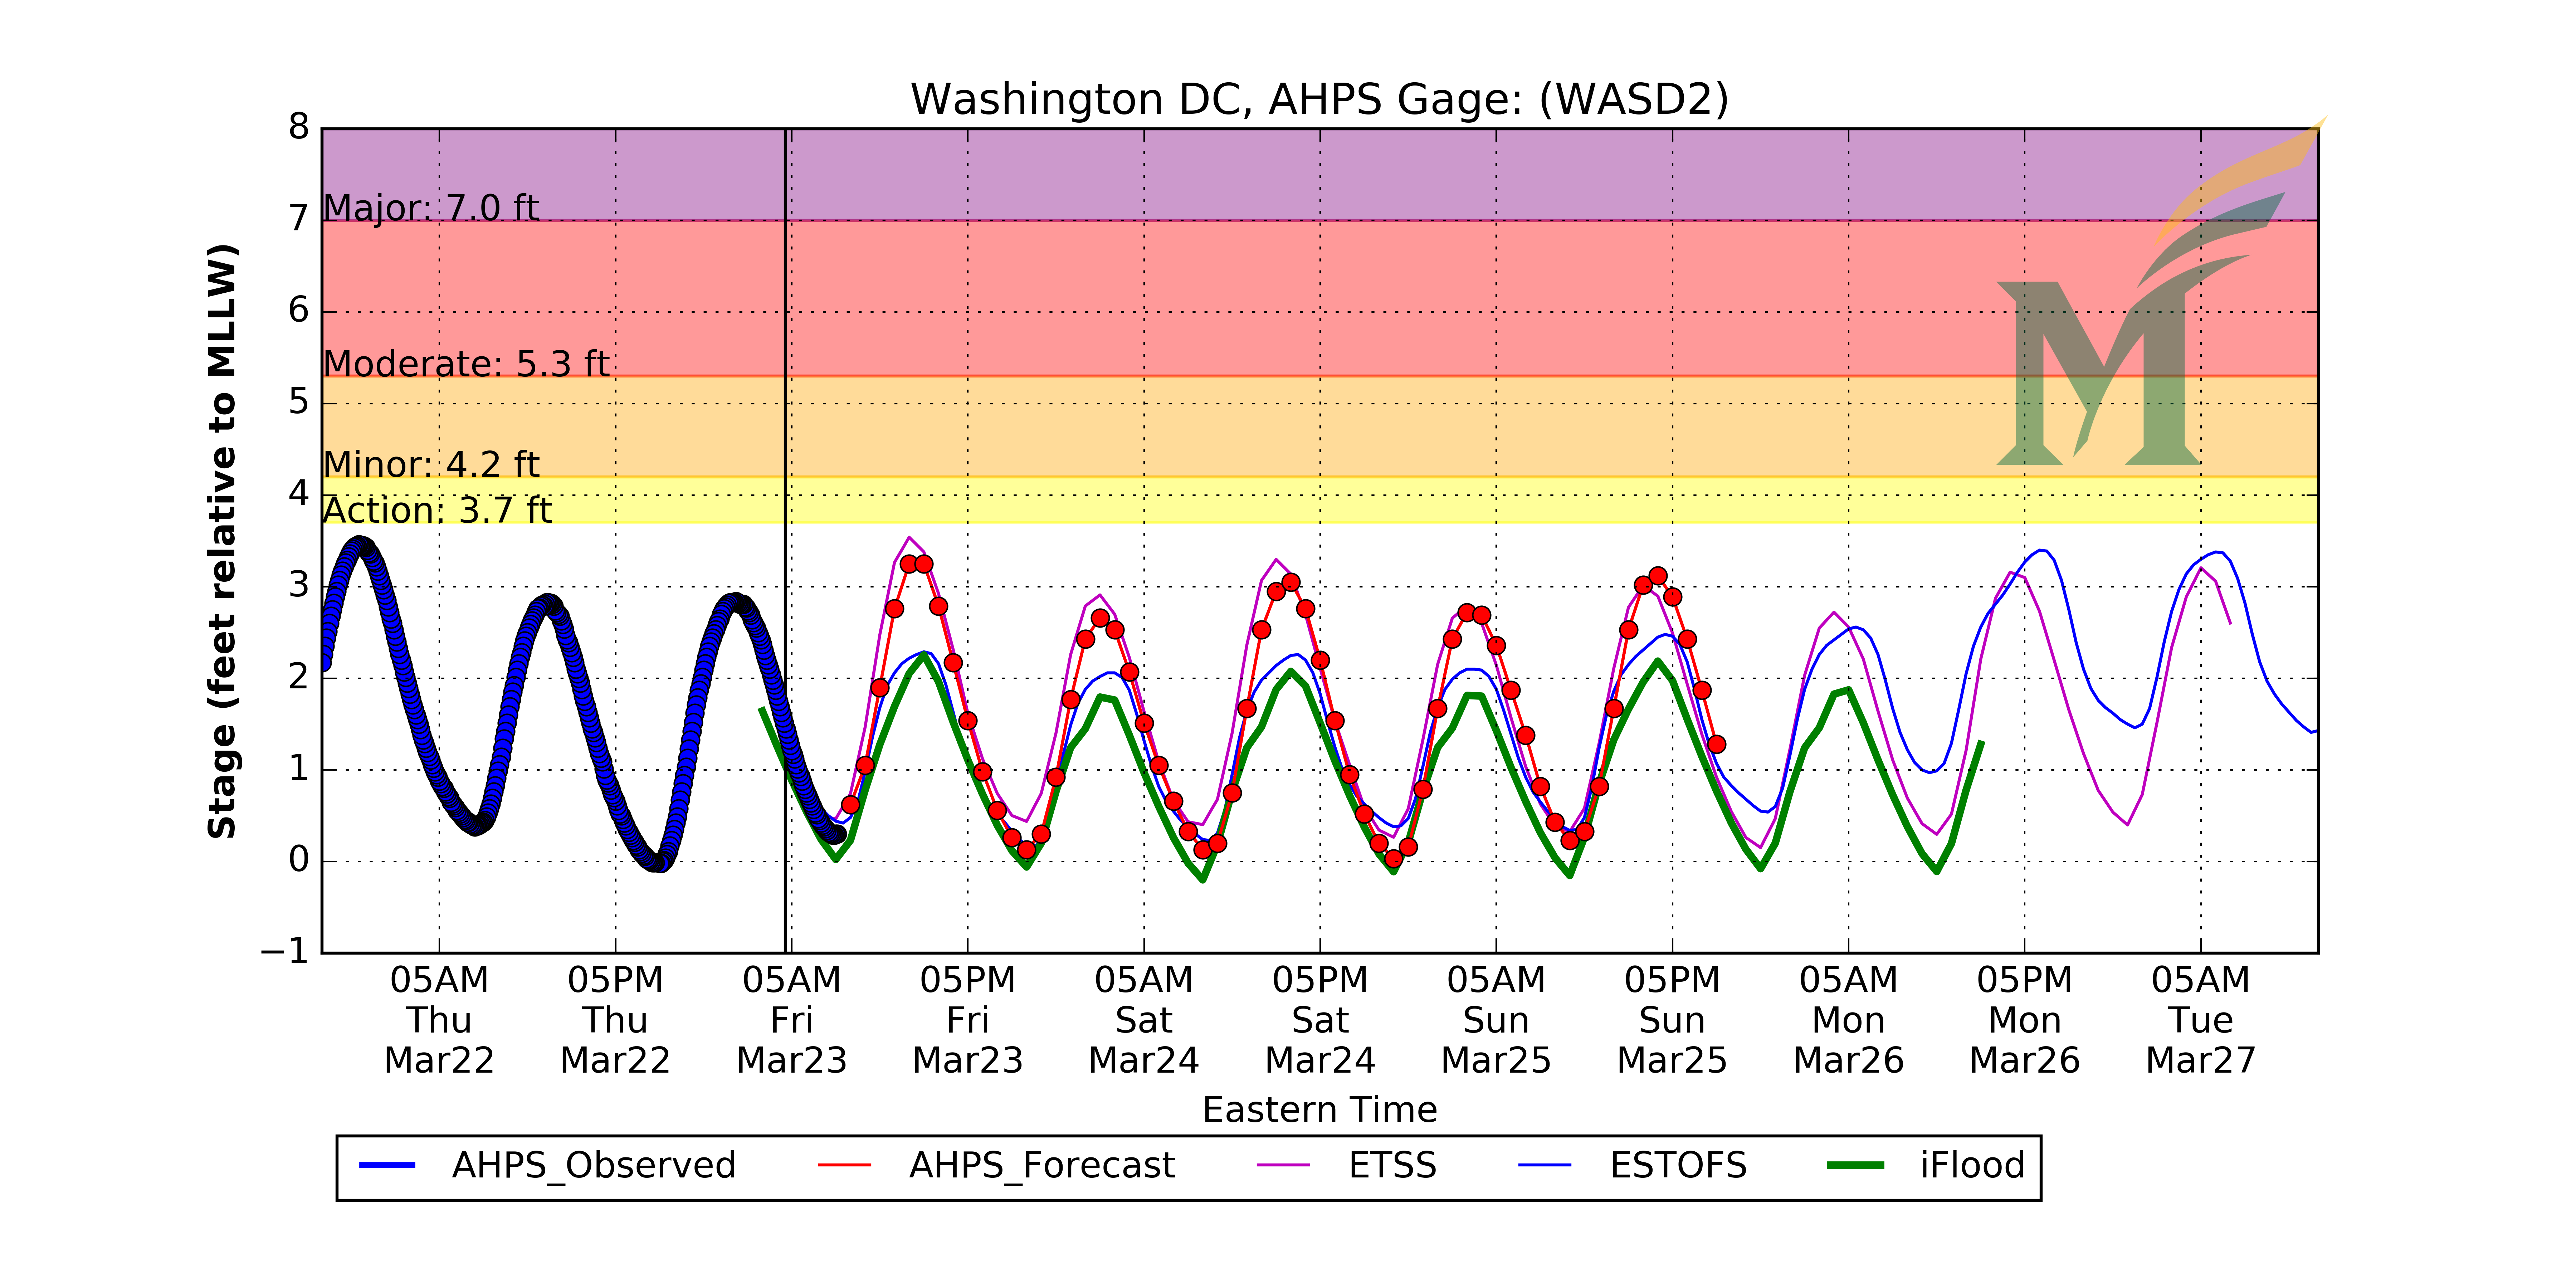 Washington DC, AHPS Gage: (WASD2)
8
7
6
5
4
3
2
1
0
−1
Stage (feet relative to MLLW)
Major: 7.0 ft
Moderate: 5.3 ft
Minor: 4.2 ft
Action: 3.7 ft
05AM 05PM 05AM 05PM 05AM 05PM 05AM 05PM 05AM 05PM 05AM
Thu Thu Fri Fri Sat Sat Sun Sun Mon Mon Tue
Mar22 Mar22 Mar23 Mar23 Mar24 Mar24 Mar25 Mar25 Mar26 Mar26 Mar27
Eastern Time
AHPS_Observed AHPS_Forecast ETSS ESTOFS iFlood